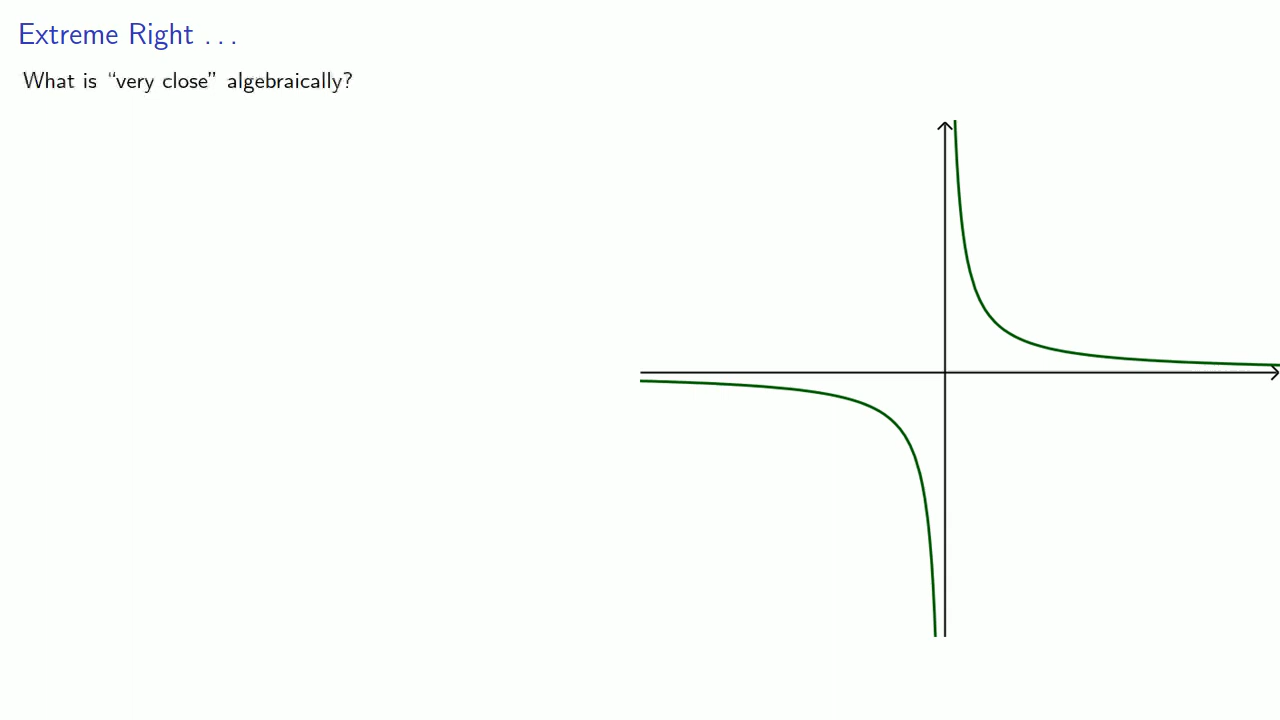 Extreme Right . . .
What is “very close” algebraically?